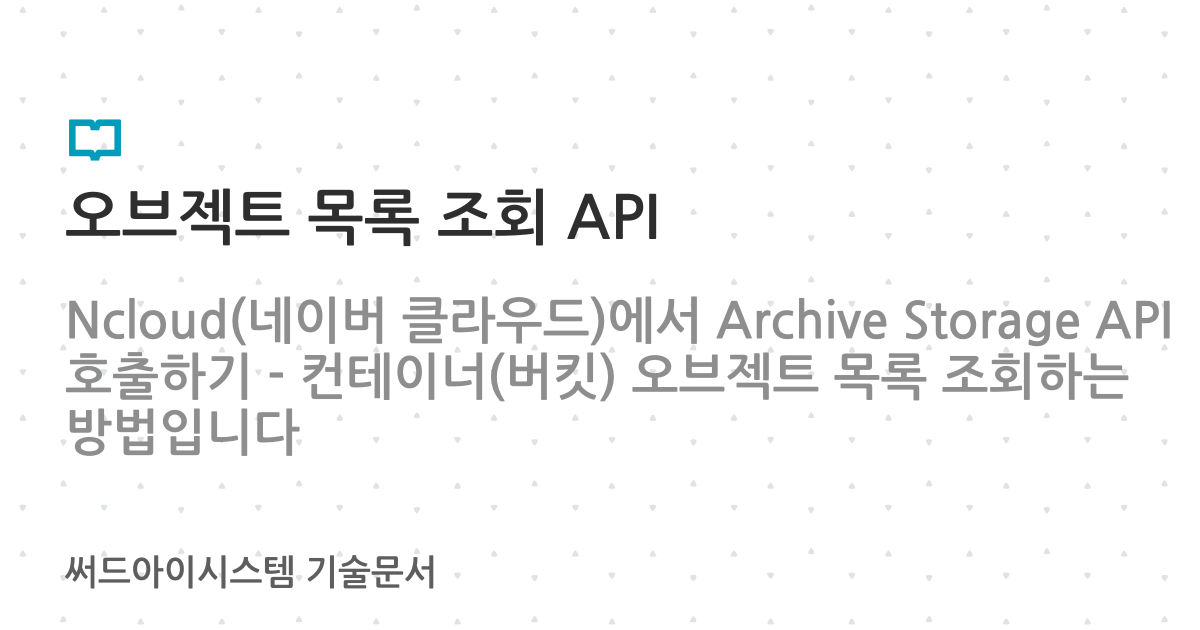 오브젝트 목록 조회 API
Ncloud(네이버 클라우드)에서 Archive Storage API
호출하기 - 컨테이너(버킷) 오브젝트 목록 조회하는
방법입니다
써드아이시스템 기술문서